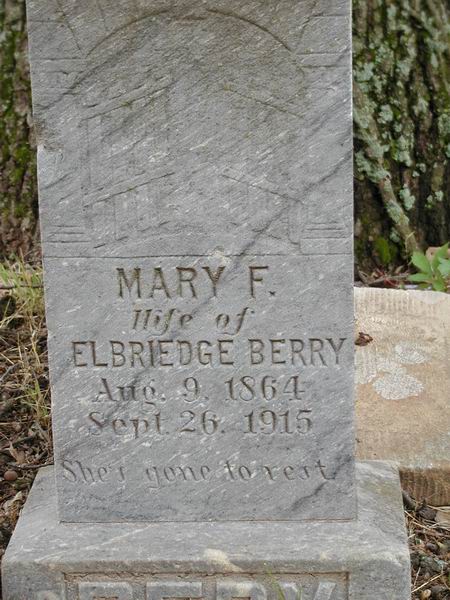 MARY F.
Wife of
ELBRIEDGE BERRY
Aug. 9. 1864
Sept. 26. 1915
She's gone to rest.